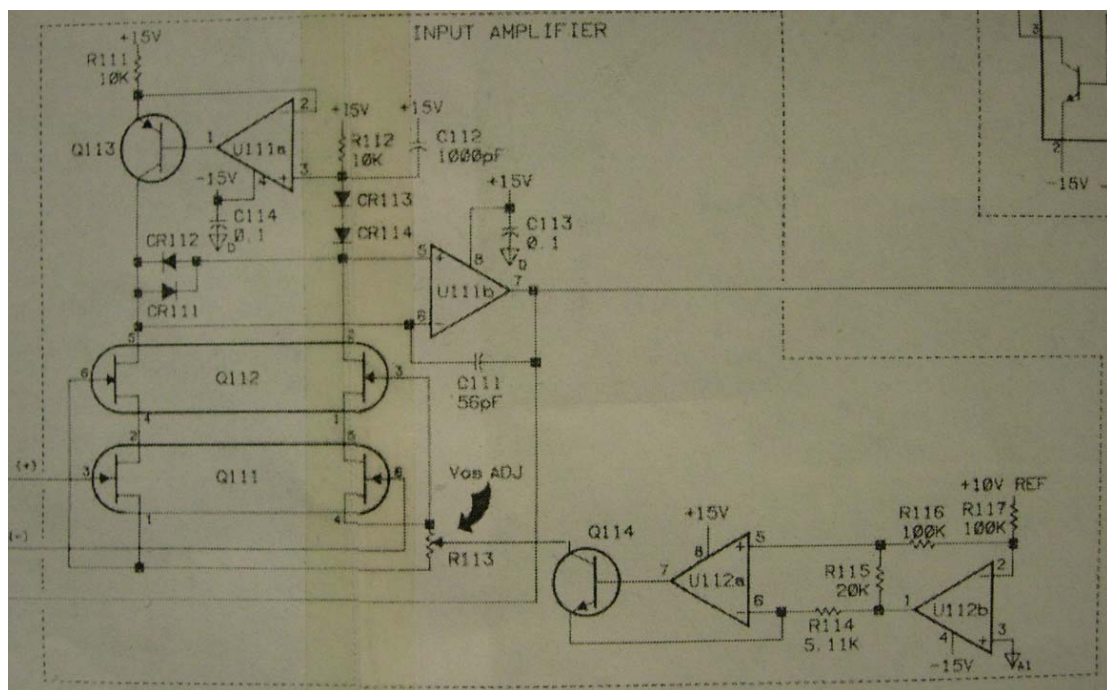 INPUT AMPLIFIER
+15V
R111
10K
Q113
1
U111a
2
3
4
-15V
C114
0.1
D
+15V
R112
10K
+15V
C112
1000pF
CR113
CR114
CR112
CR111
+15V
C113
0.1
D
5
8
7
U111b
6
C111
56pF
5
6
Q112
3
4
1
(+)
2
3
Q111
5
6
1
4
(-)
Vos ADJ
R113
Q114
+15V
8
5
7
U112a
6
R116
100K
+10V REF
R117
100K
R115
20K
R114
5.11K
1
U112b
2
3
4
-15V
A1
3
2
-15V